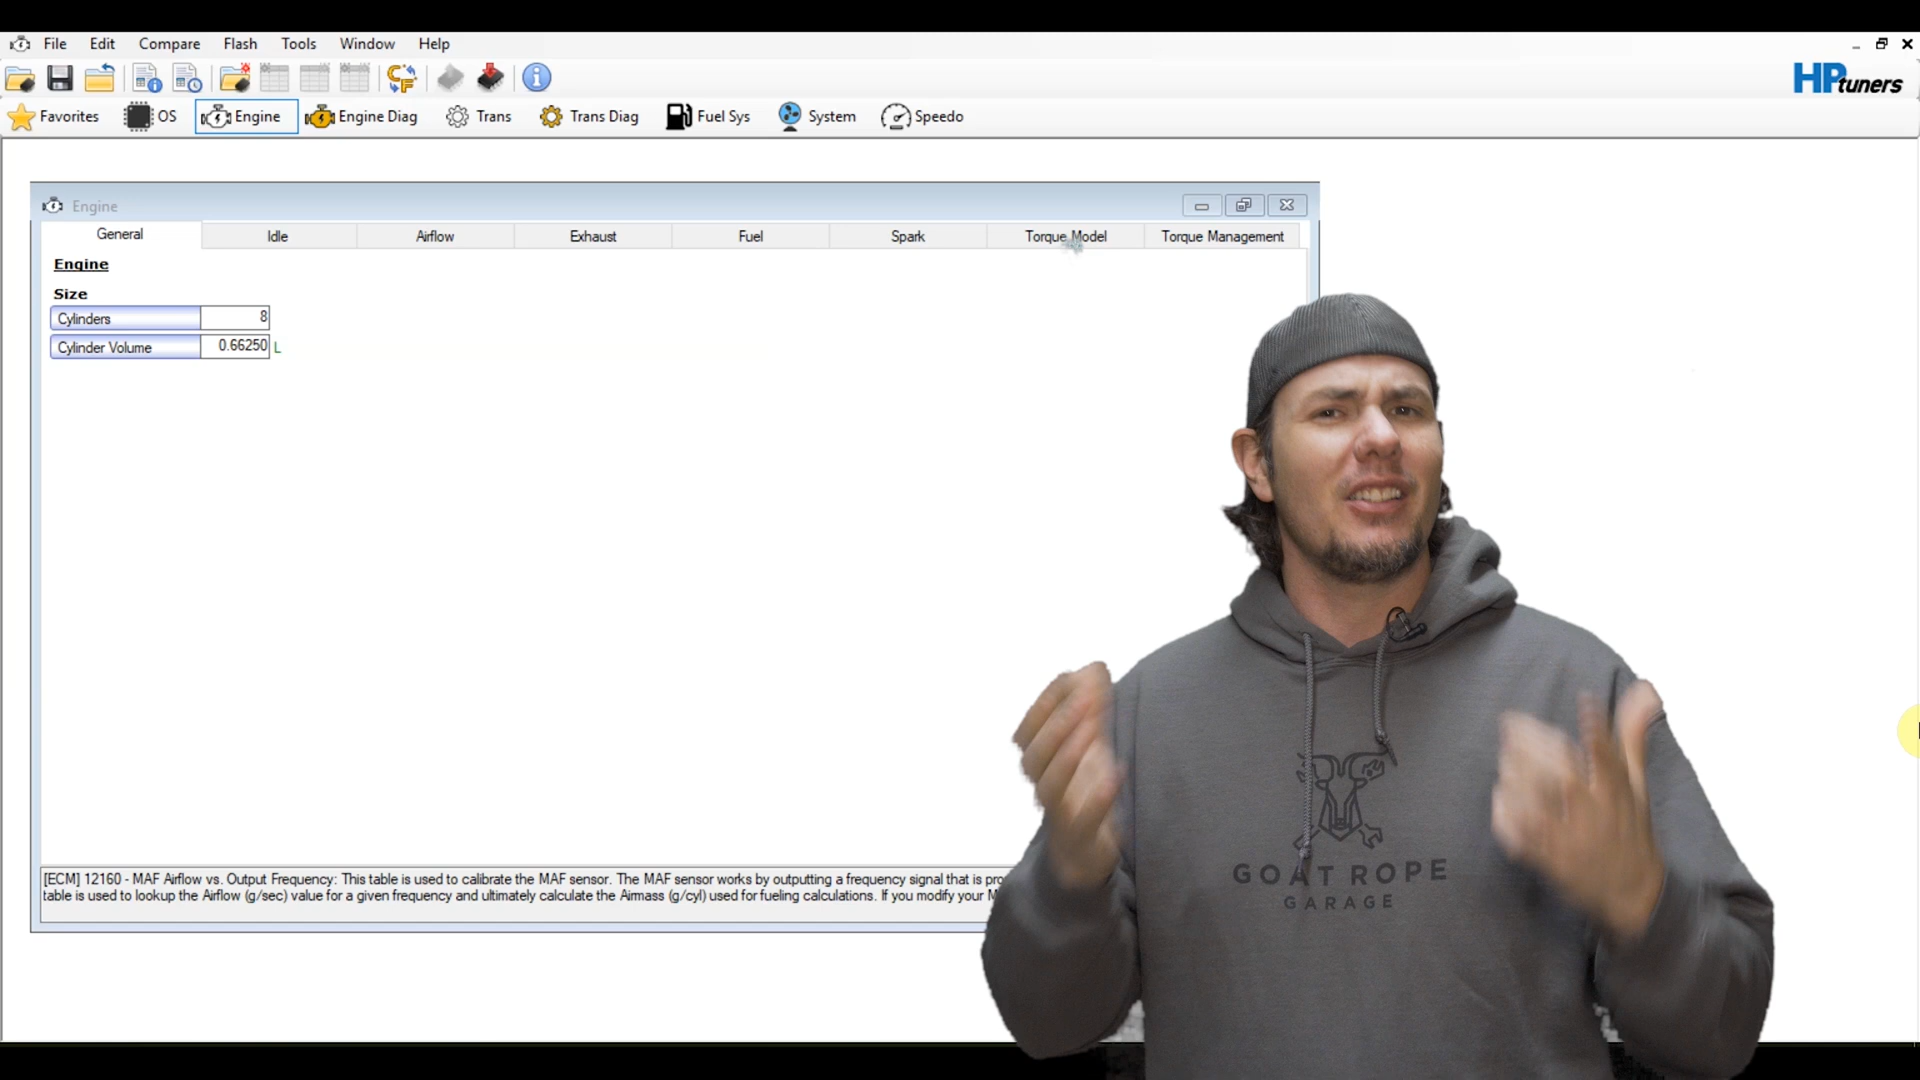 File Edit Compare Flash Tools Window Help
HPtuners
Favorites OS Engine Engine Diag Trans Trans Diag Fuel Sys System Speedo
Engine
General Idle Airflow Exhaust Fuel Spark Torque Model Torque Management
Engine
Size
Cylinders 8
Cylinder Volume 0.66250 L
[ECM] 12160 - MAF Airflow vs. Output Frequency: This table is used to calibrate the MAF sensor. The MAF sensor works by outputting a frequency signal that is
table is used to lookup the Airflow (g/sec) value for a given frequency and ultimately calculate the Airmass (g/cyl) used for fueling calculations. If you modify your
GOAT ROPE
GARAGE